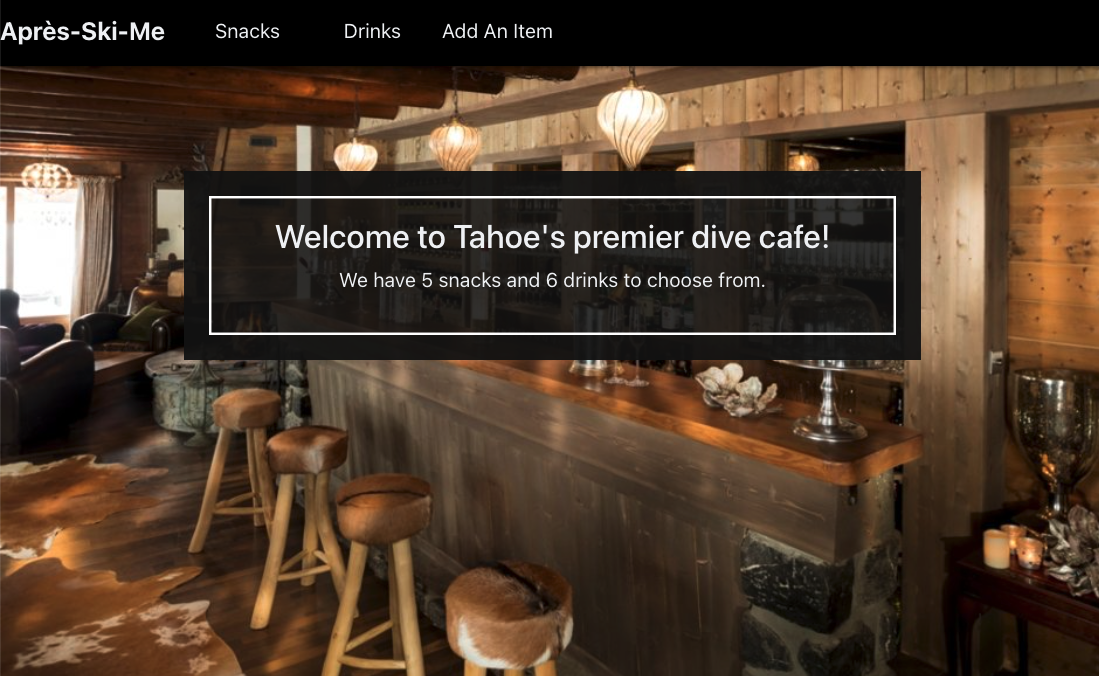 Après-Ski-Me
Snacks
Drinks
Add An Item
Welcome to Tahoe's premier dive cafe!
We have 5 snacks and 6 drinks to choose from.